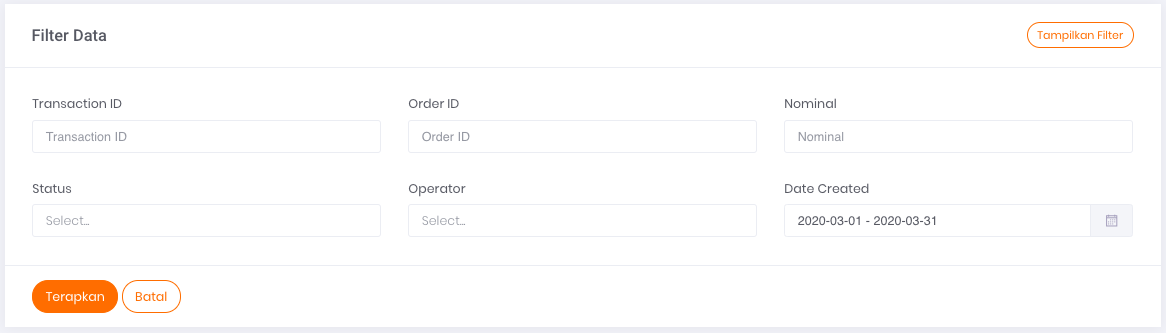 Filter Data
Tampilkan Filter
Transaction ID
Order ID
Nominal
Transaction ID
Order ID
Nominal
Status
Operator
Date Created
Select...
Select...
2020-03-01 - 2020-03-31
Terapkan
Batal